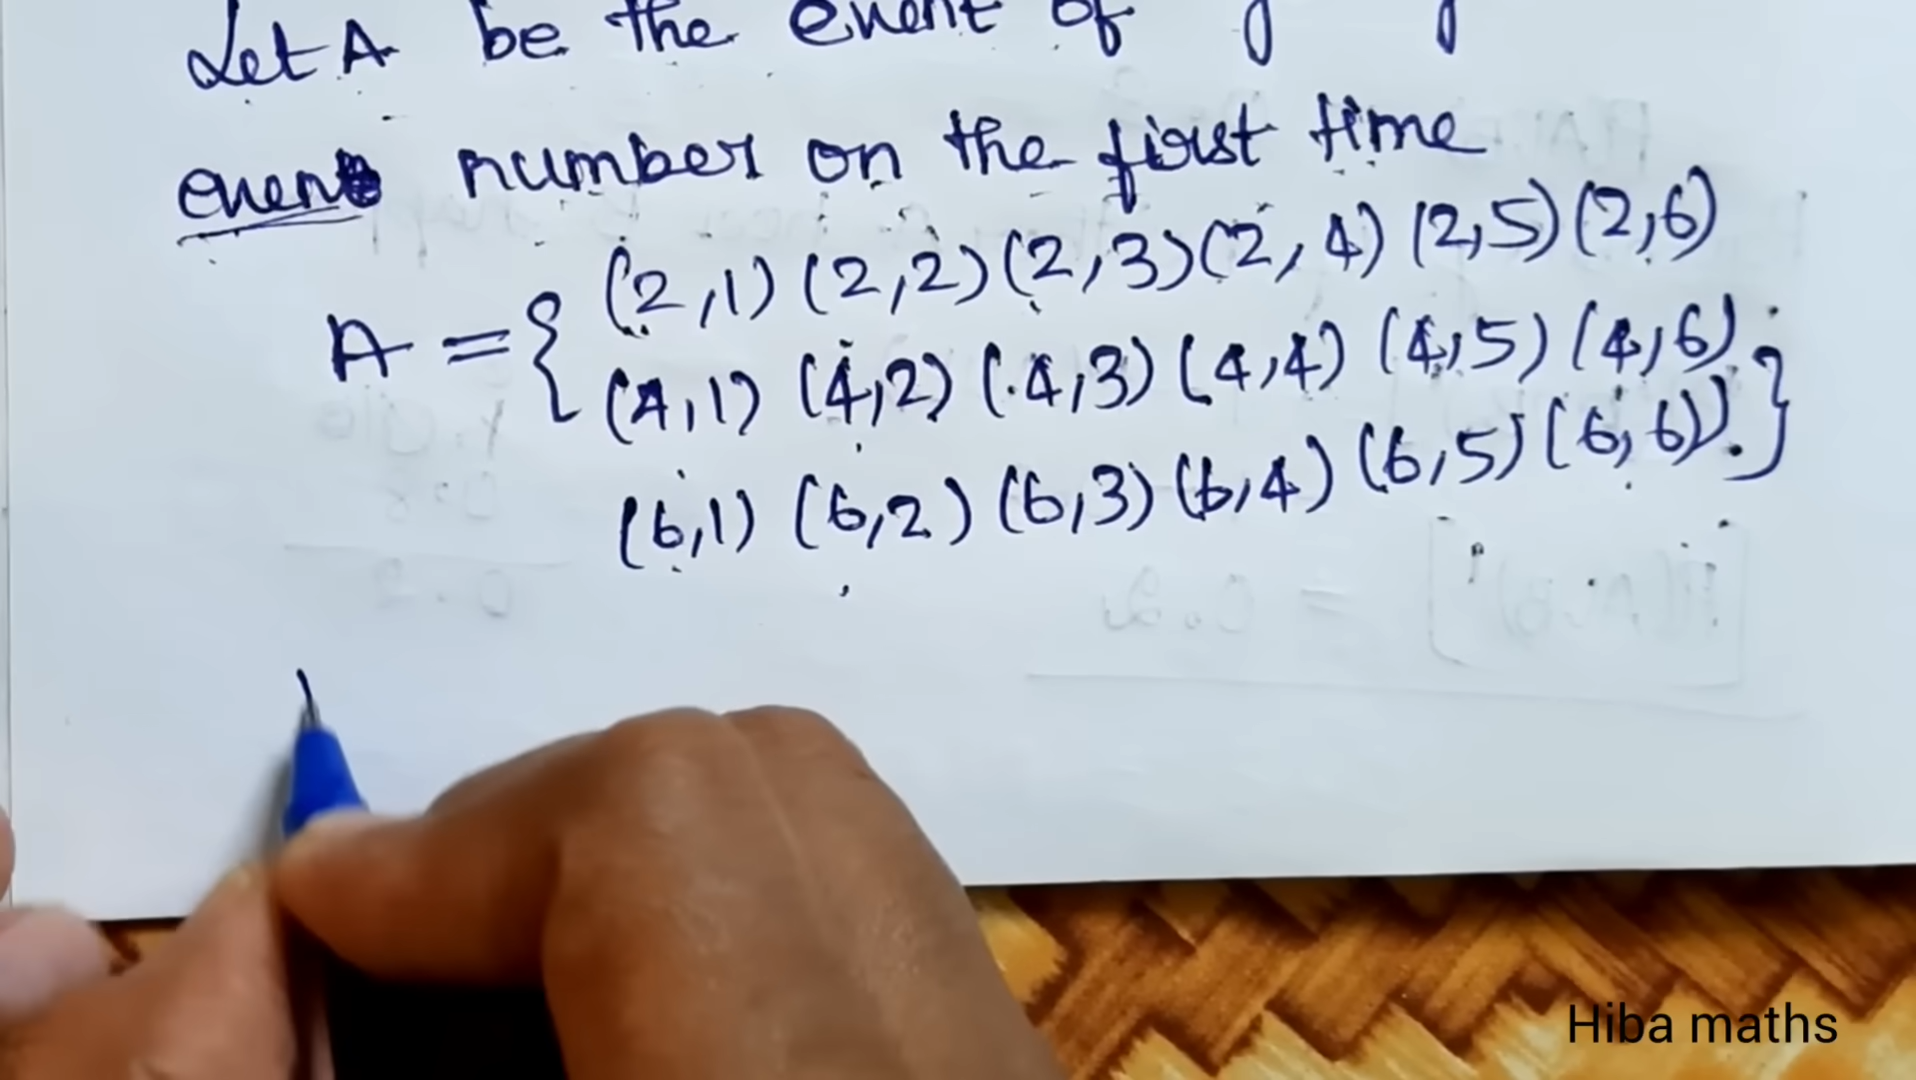 Let A be the event of
even number on the first time
A = { (2,1) (2,2) (2,3) (2,4) (2,5) (2,6)
(4,1) (4,2) (4,3) (4,4) (4,5) (4,6)
(6,1) (6,2) (6,3) (6,4) (6,5) (6,6) }
Hiba maths